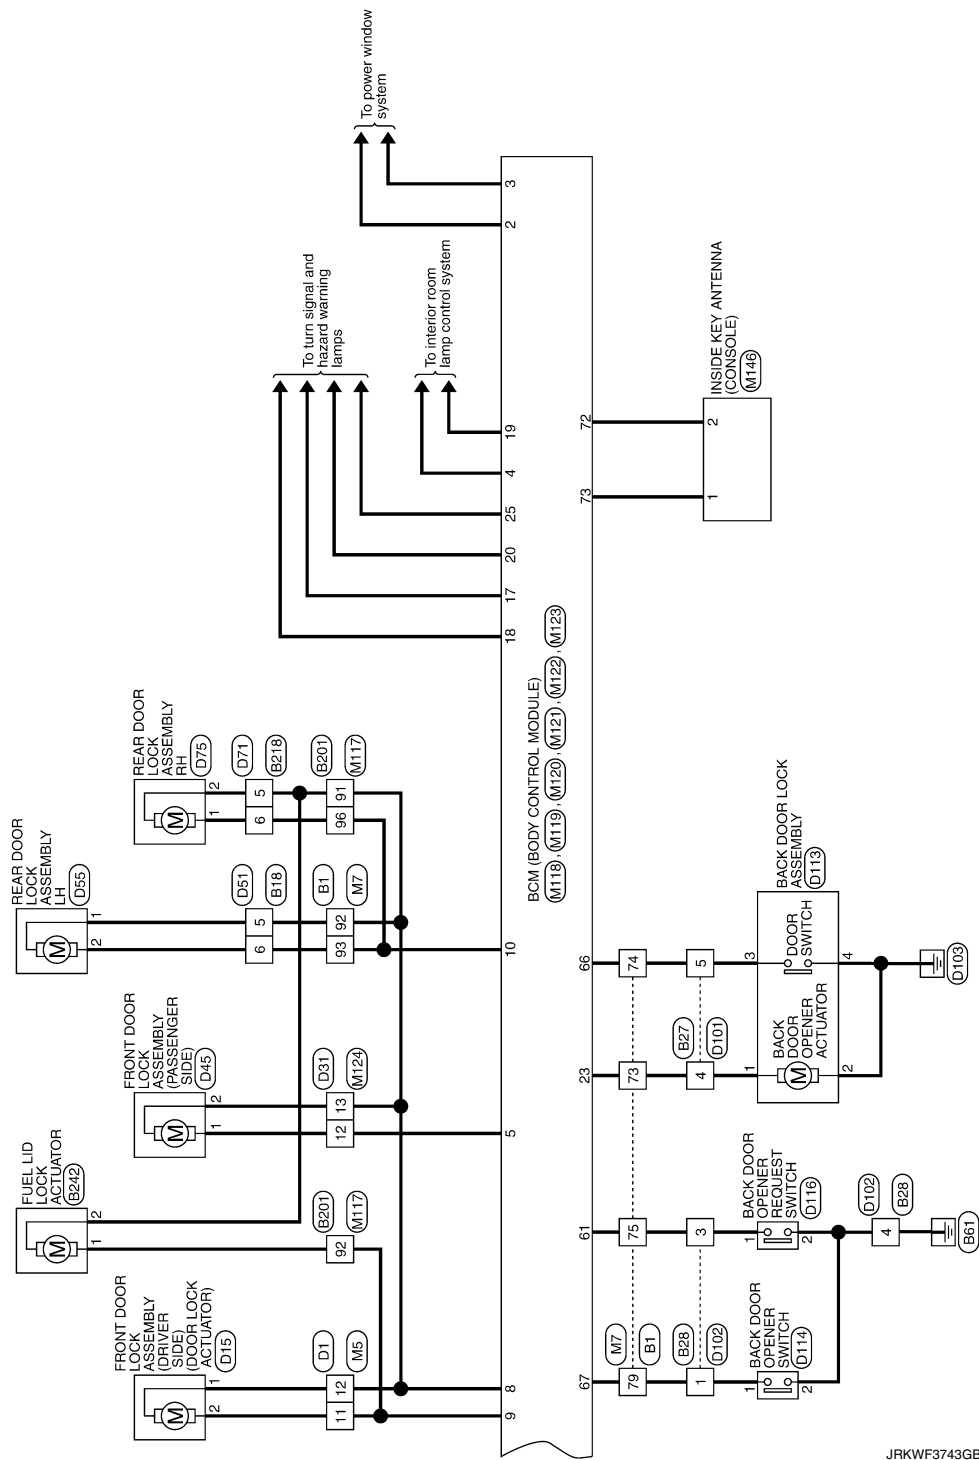 FRONT DOOR
LOCK
ASSEMBLY
(DRIVER
SIDE)
(DOOR LOCK
ACTUATOR)
D15
M
2
1
11
12
D1
M5
9
8
FUEL LID
LOCK
ACTUATOR
B242
M
1
2
92
B201
M117
FRONT DOOR
LOCK
ASSEMBLY
(PASSENGER
SIDE)
D45
M
1
2
12
13
D31
M124
5
REAR DOOR
LOCK
ASSEMBLY
LH
D55
M
2
1
6
5
D51
B18
93
92
B1
M7
10
REAR DOOR
LOCK
ASSEMBLY
RH
D75
M
1
2
6
5
D71
B218
96
91
B201
M117
To turn signal and
hazard warning
lamps
18
17
20
25
To interior room
lamp control system
4
19
To power window
system
2
3
BCM (BODY CONTROL MODULE)
M118 , M119 , M120 , M121 , M122 , M123
67
61
23
66
73
72
79
75
73
74
M7
B1
B28
D102
1
3
B27
D101
4
5
1
BACK DOOR
OPENER
SWITCH
D114
2
1
BACK DOOR
OPENER
REQUEST
SWITCH
D116
2
4
D102
B28
B61
BACK DOOR LOCK
ASSEMBLY
D113
1
M
BACK
DOOR
OPENER
ACTUATOR
2
3
DOOR
SWITCH
4
D103
INSIDE KEY ANTENNA
(CONSOLE)
M146
1
2
JRKWF3743GB